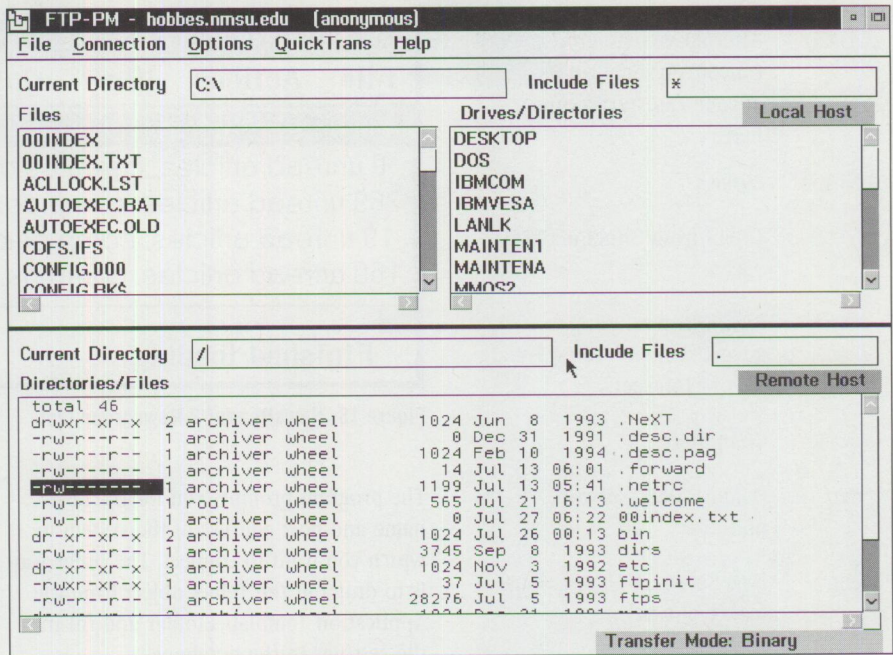 FTP-PM - hobbes.nmsu.edu (anonymous)
File Connection Options QuickTrans Help
Current Directory C:\ Include Files *
Files Drives/Directories Local Host
00INDEX
00INDEX.TXT
ACLLOCK.LST
AUTOEXEC.BAT
AUTOEXEC.OLD
CDFS.IFS
CONFIG.000
CONFIG.BK$
DESKTOP
DOS
IBMCOM
IBMVESA
LANLK
MAINTEN1
MAINTENA
MMOS2
Current Directory / Include Files .
Directories/Files Remote Host
total 46
drwxr-xr-x 2 archiver wheel 1024 Jun 8 1993 .NeXT
-rw-r--r-- 1 archiver wheel 0 Dec 31 1991 .desc.dir
-rw-r--r-- 1 archiver wheel 1024 Feb 10 1994 .desc.pag
-rw-r--r-- 1 archiver wheel 14 Jul 13 06:01 .forward
-rw------- 1 archiver wheel 1199 Jul 13 05:41 .netrc
-rw-r--r-- 1 root wheel 565 Jul 21 16:13 .welcome
-rw-r--r-- 1 archiver wheel 0 Jul 27 06:22 00index.txt
dr-xr-xr-x 2 archiver wheel 1024 Jul 26 00:13 bin
-rw-r--r-- 1 archiver wheel 3745 Sep 8 1993 dirs
dr-xr-xr-x 3 archiver wheel 1024 Nov 3 1992 etc
-rwxr-xr-x 1 archiver wheel 37 Jul 5 1993 ftpinit
-rw-r--r-- 1 archiver wheel 28276 Jul 5 1993 ftps
Transfer Mode: Binary